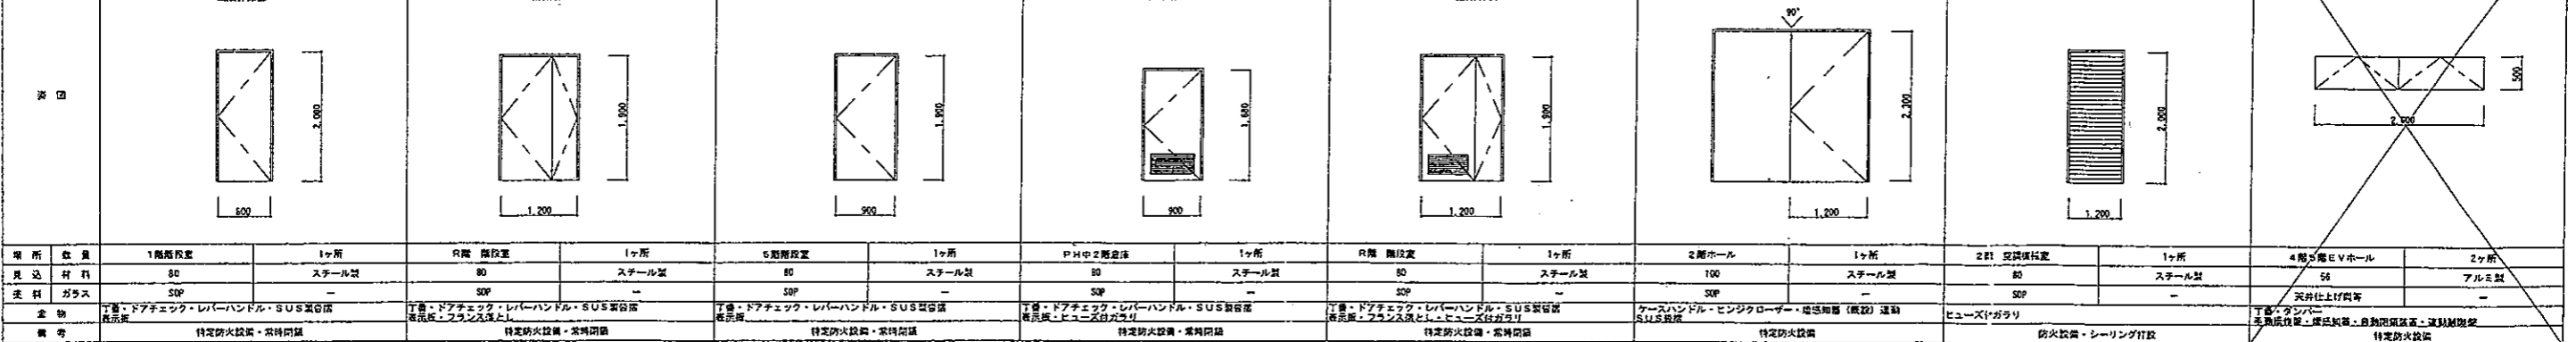 姿 図
2,000
600
1,900
1,200
1,900
900
1,680
900
1,900
1,200
90°
2,300
1,200
2,000
1,200
500
場 所 数 量 1階階段室 1ヶ所 R階 階段室 1ヶ所 5階階段室 1ヶ所 PH中2階倉庫 1ヶ所 R階 階段室 1ヶ所 2階ホール 1ヶ所 2階 空調機械室 1ヶ所 4階5階EVホール 2ヶ所
見 込 材 料 80 スチール製 80 スチール製 80 スチール製 80 スチール製 80 スチール製 100 スチール製 80 スチール製 56 アルミ製
塗 料 ガラス SOP − SOP − SOP − SOP − SOP − SOP − SOP − 天井仕上げ同等 −
金 物 丁番・ドアチェック・レバーハンドル・SUS製沓摺 丁番・ドアチェック・レバーハンドル・SUS製沓摺 丁番・ドアチェック・レバーハンドル・SUS製沓摺 丁番・ドアチェック・レバーハンドル・SUS製沓摺 丁番・ドアチェック・レバーハンドル・SUS製沓摺 ケースハンドル・ヒンジクローザー・煙感知器(既設)連動 ヒューズ付ガラリ 丁番・ダンパー
表示板 表示板・フランス落とし 表示板 表示板・ヒューズ付ガラリ 表示板・フランス落とし・ヒューズ付ガラリ SUS沓摺 手動操作盤・煙感知器・自動閉鎖装置・連動制御盤
備 考 特定防火設備・常時閉鎖 特定防火設備・常時閉鎖 特定防火設備・常時閉鎖 特定防火設備・常時閉鎖 特定防火設備・常時閉鎖 特定防火設備 防火設備・シーリング打設 特定防火設備